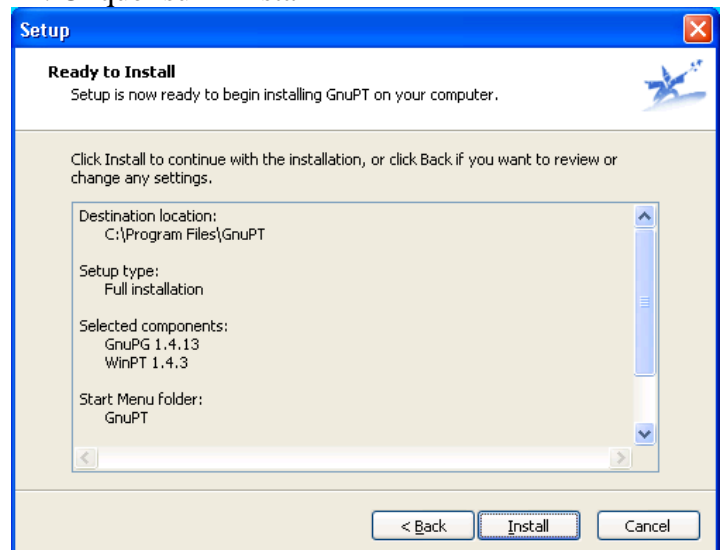 Setup
Ready to Install
Setup is now ready to begin installing GnuPT on your computer.
Click Install to continue with the installation, or click Back if you want to review or
change any settings.
Destination location:
C:\Program Files\GnuPT
Setup type:
Full installation
Selected components:
GnuPG 1.4.13
WinPT 1.4.3
Start Menu folder:
GnuPT
< Back
Install
Cancel